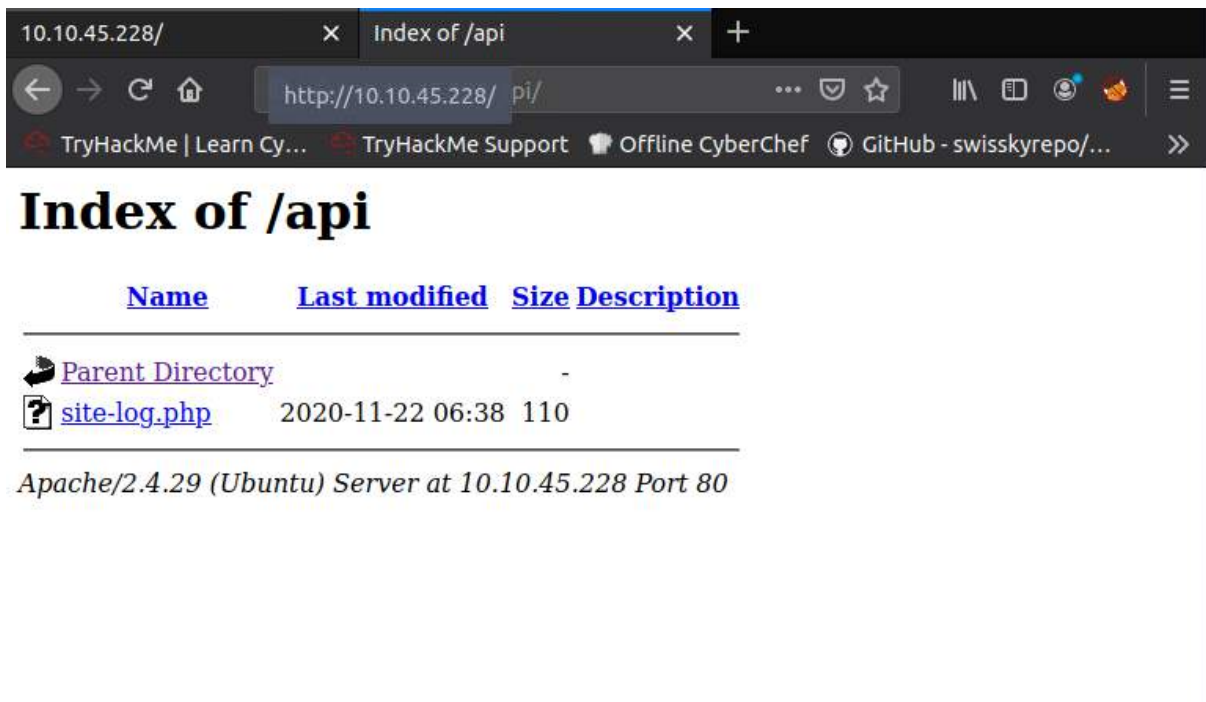 10.10.45.228/ Index of /api
http://10.10.45.228/ pi/
TryHackMe | Learn Cy... TryHackMe Support Offline CyberChef GitHub - swisskyrepo/...
Index of /api
Name Last modified Size Description
Parent Directory -
site-log.php 2020-11-22 06:38 110
Apache/2.4.29 (Ubuntu) Server at 10.10.45.228 Port 80